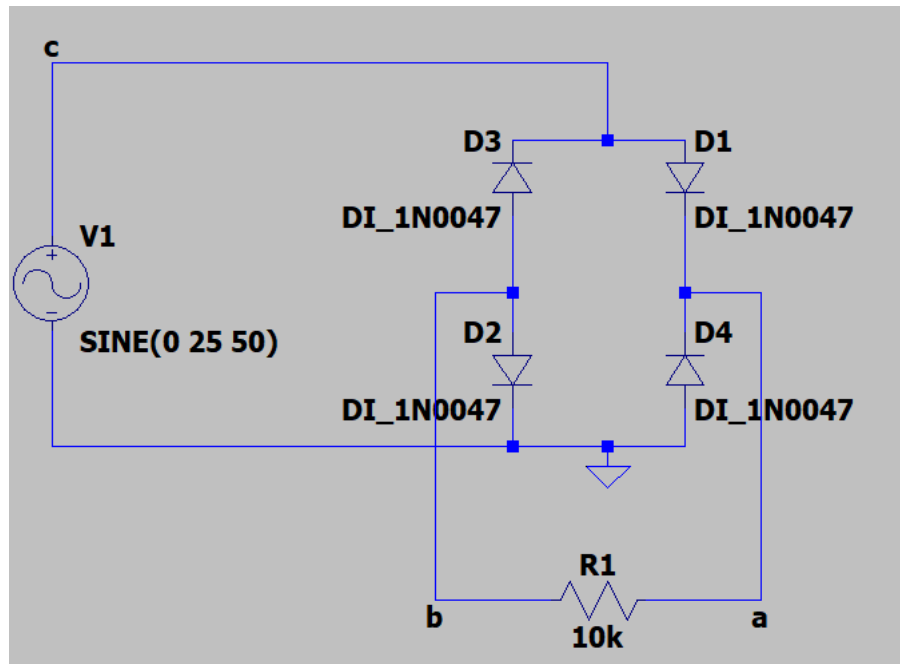 c
D3
D1
DI_1N0047
DI_1N0047
V1
SINE(0 25 50)
D2
D4
DI_1N0047
DI_1N0047
R1
b
a
10k